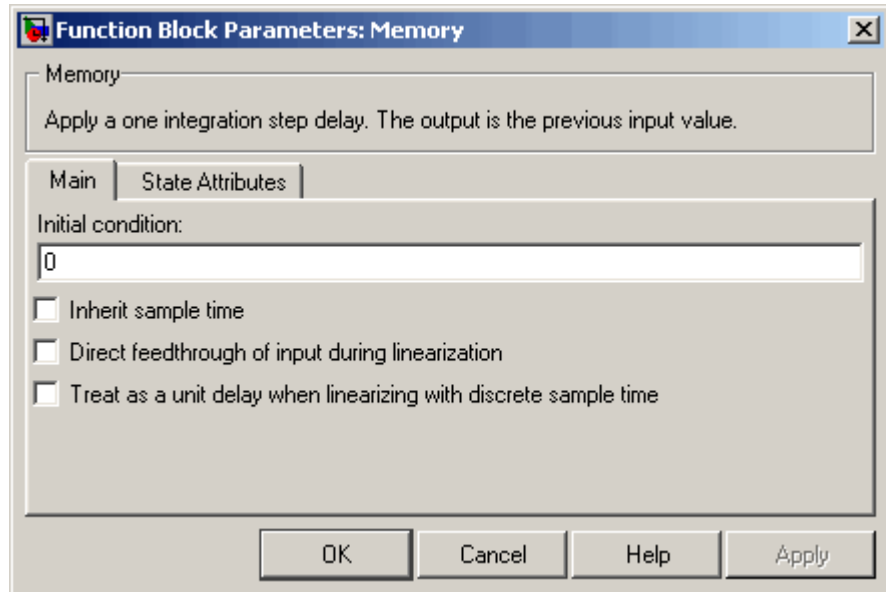 Function Block Parameters: Memory
Memory
Apply a one integration step delay. The output is the previous input value.
Main State Attributes
Initial condition:
0
Inherit sample time
Direct feedthrough of input during linearization
Treat as a unit delay when linearizing with discrete sample time
OK Cancel Help Apply